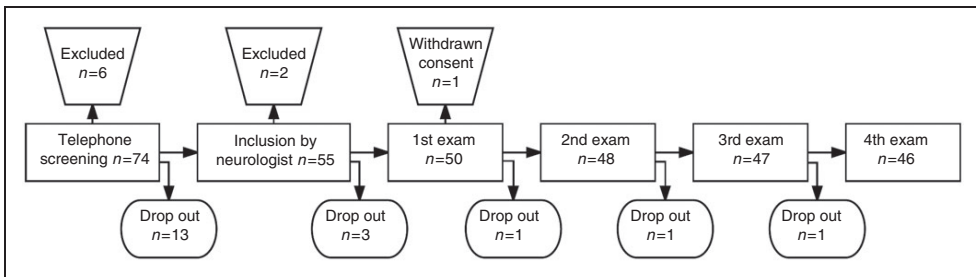 Excluded
n=6
Excluded
n=2
Withdrawn
consent
n=1
Telephone
screening n=74
Inclusion by
neurologist n=55
1st exam
n=50
2nd exam
n=48
3rd exam
n=47
4th exam
n=46
Drop out
n=13
Drop out
n=3
Drop out
n=1
Drop out
n=1
Drop out
n=1